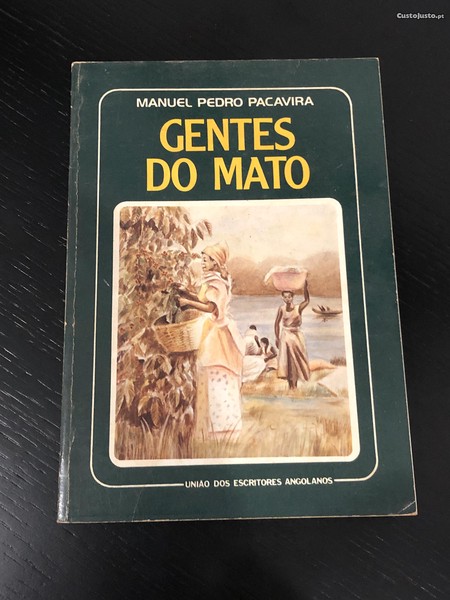 CustoJusto.pt
MANUEL PEDRO PACAVIRA
GENTES
DO MATO
UNIÃO DOS ESCRITORES ANGOLANOS